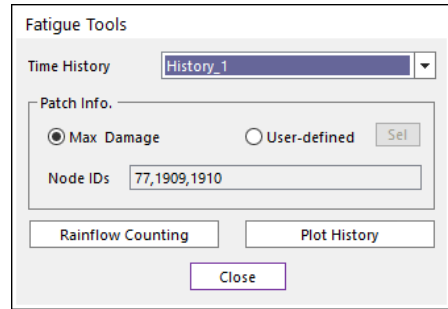 Fatigue Tools
Time History History_1
Patch Info.
Max Damage User-defined Sel
Node IDs 77,1909,1910
Rainflow Counting Plot History
Close